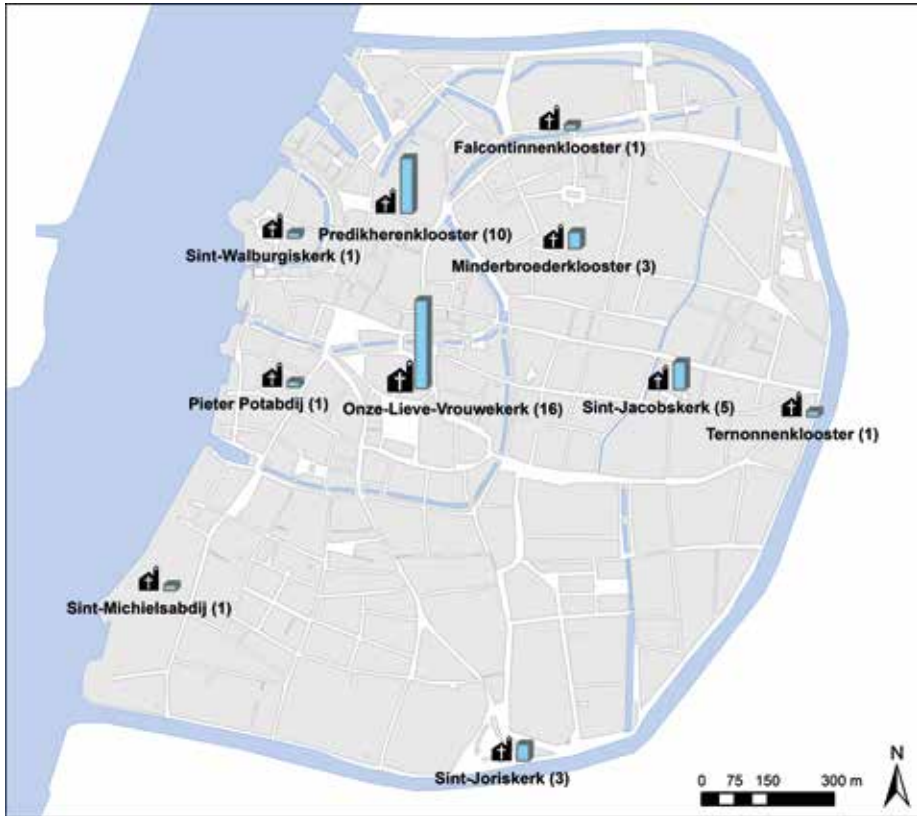 Falcontinnenklooster (1)
Predikherenklooster (10)
Sint-Walburgiskerk (1)
Minderbroederklooster (3)
Pieter Potabdij (1)
Onze-Lieve-Vrouwekerk (16)
Sint-Jacobskerk (5)
Ternonnenklooster (1)
Sint-Michielsabdij (1)
Sint-Joriskerk (3)
N
0 75 150 300 m